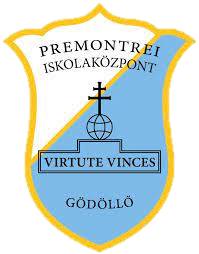 PREMONTREI
ISKOLAKÖZPONT
VIRTUTE VINCES
GÖDÖLLŐ